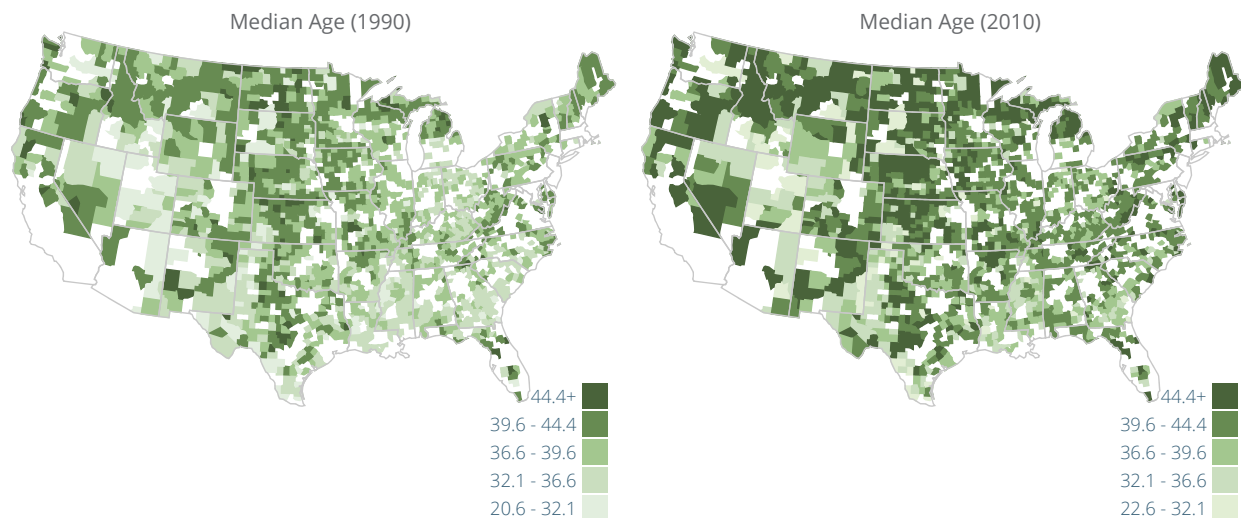 Median Age (1990)
44.4+
39.6 - 44.4
36.6 - 39.6
32.1 - 36.6
20.6 - 32.1
Median Age (2010)
44.4+
39.6 - 44.4
36.6 - 39.6
32.1 - 36.6
22.6 - 32.1